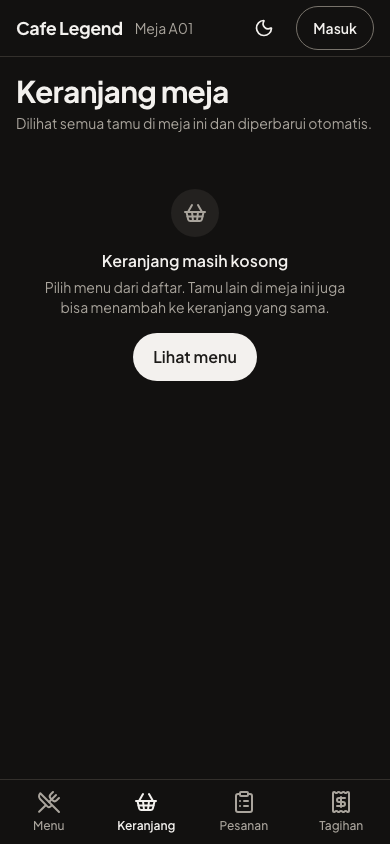 Cafe Legend Meja A01 Masuk
Keranjang meja
Dilihat semua tamu di meja ini dan diperbarui otomatis.
Keranjang masih kosong
Pilih menu dari daftar. Tamu lain di meja ini juga
bisa menambah ke keranjang yang sama.
Lihat menu
Menu Keranjang Pesanan Tagihan